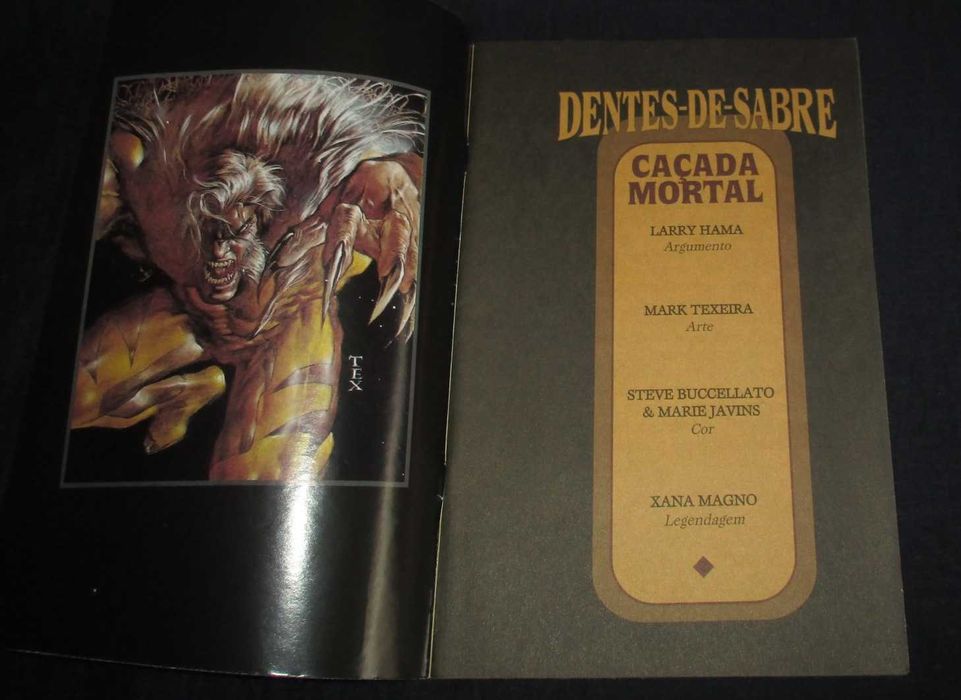 TEX
DENTES-DE-SABRE
CAÇADA
MORTAL
LARRY HAMA
Argumento
MARK TEXEIRA
Arte
STEVE BUCCELLATO
& MARIE JAVINS
Cor
XANA MAGNO
Legendagem